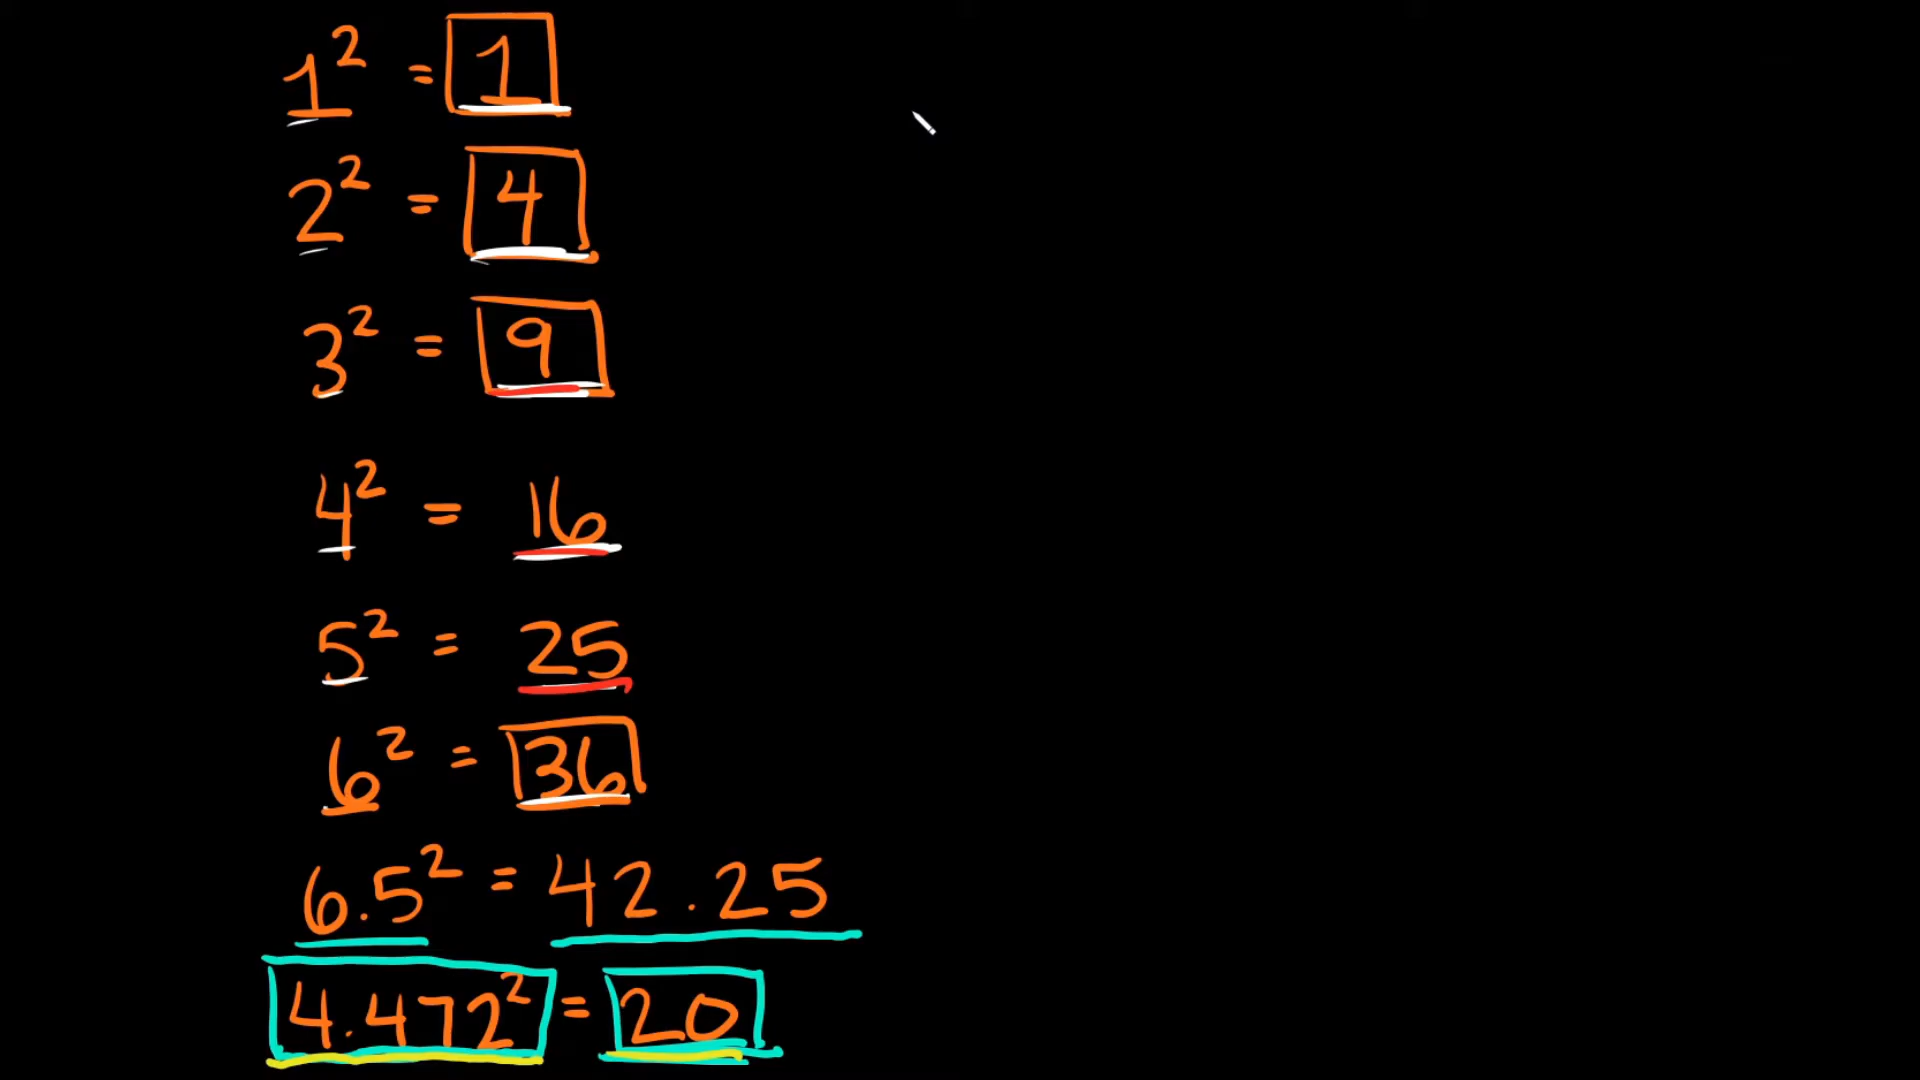 1² = 1
2² = 4
3² = 9
4² = 16
5² = 25
6² = 36
6.5² = 42.25
4.472² = 20